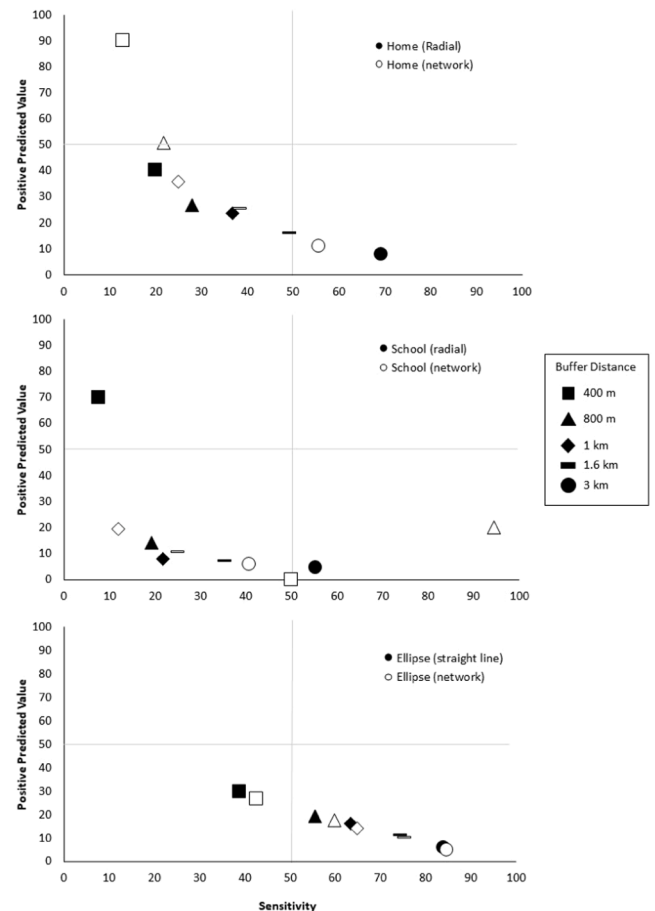 100
90
80
70
60
50
40
30
20
10
0
Positive Predicted Value
Home (Radial)
Home (network)
0 10 20 30 40 50 60 70 80 90 100
100
90
80
70
60
50
40
30
20
10
0
Positive Predicted Value
School (radial)
School (network)
0 10 20 30 40 50 60 70 80 90 100
Buffer Distance
400 m
800 m
1 km
1.6 km
3 km
100
90
80
70
60
50
40
30
20
10
0
Positive Predicted Value
Ellipse (straight line)
Ellipse (network)
0 10 20 30 40 50 60 70 80 90 100
Sensitivity